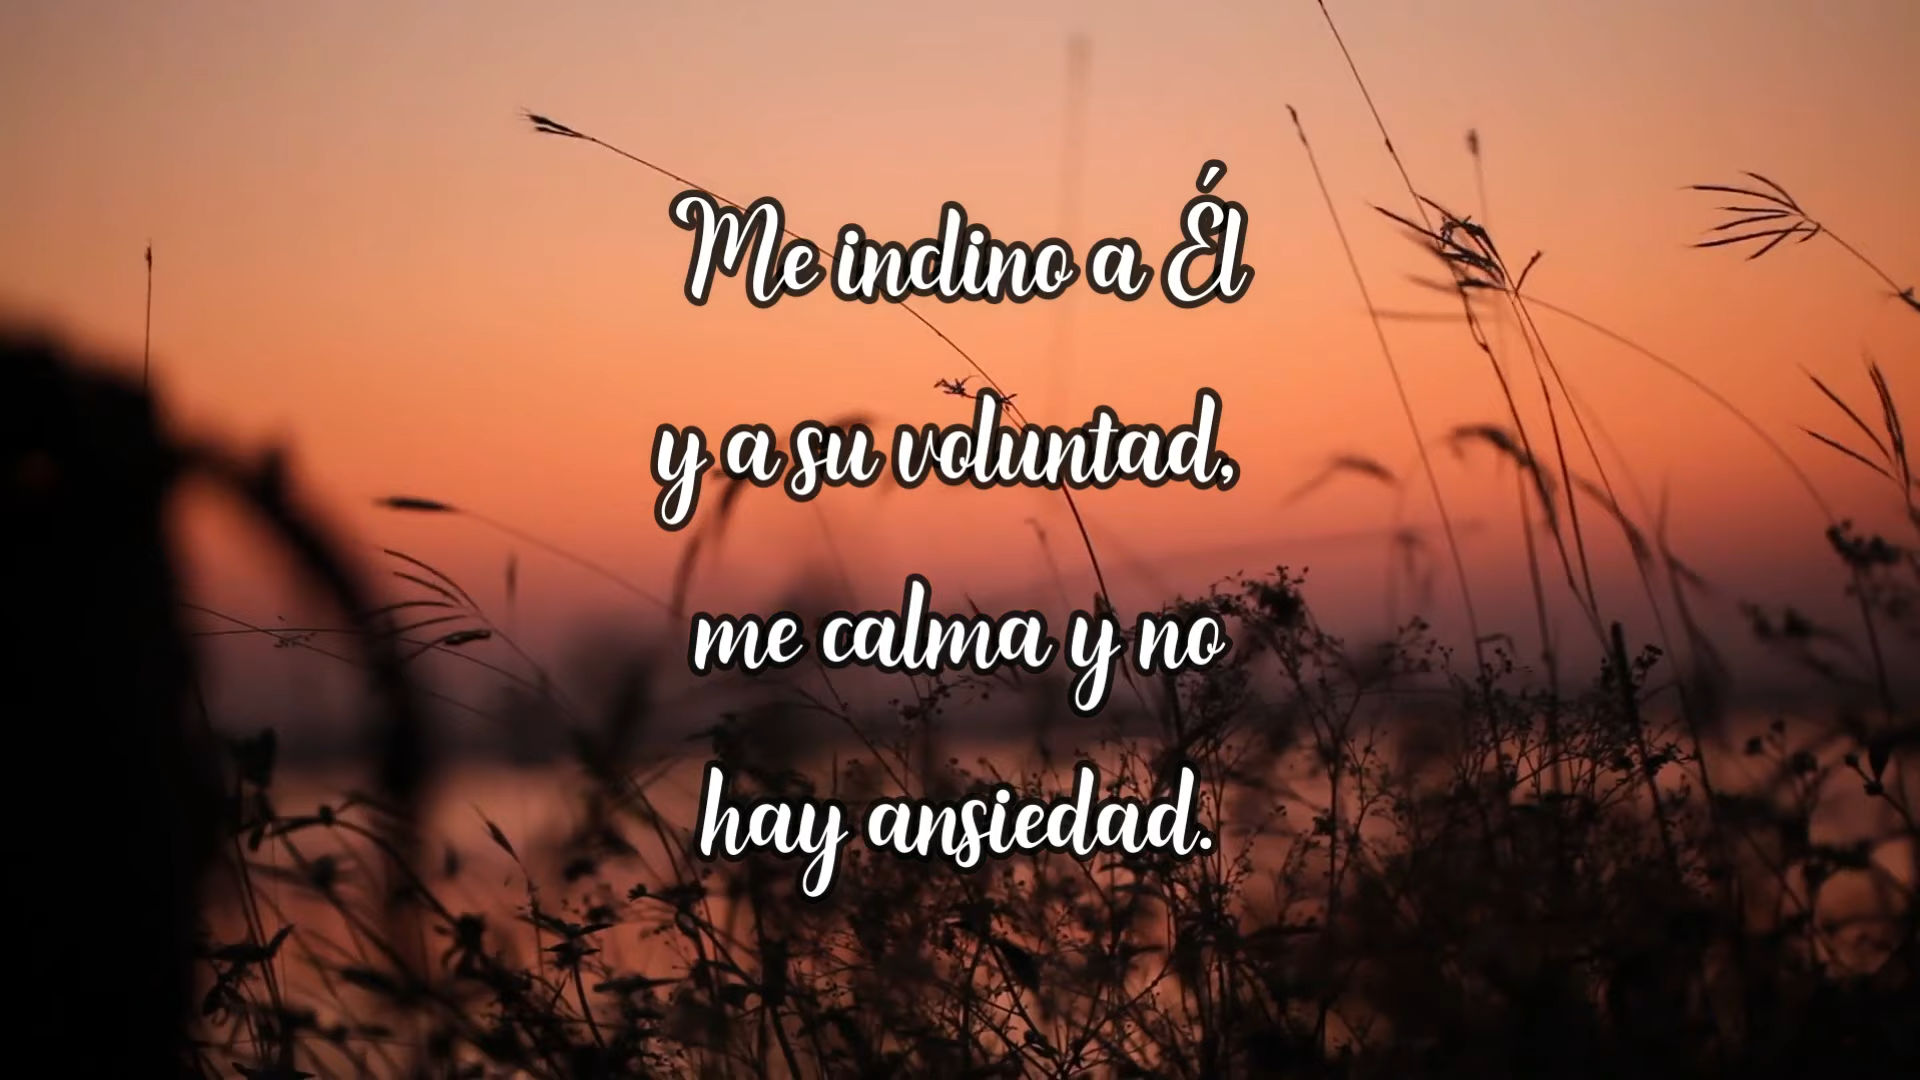 Me inclino a Él
y a su voluntad,
me calma y no
hay ansiedad.